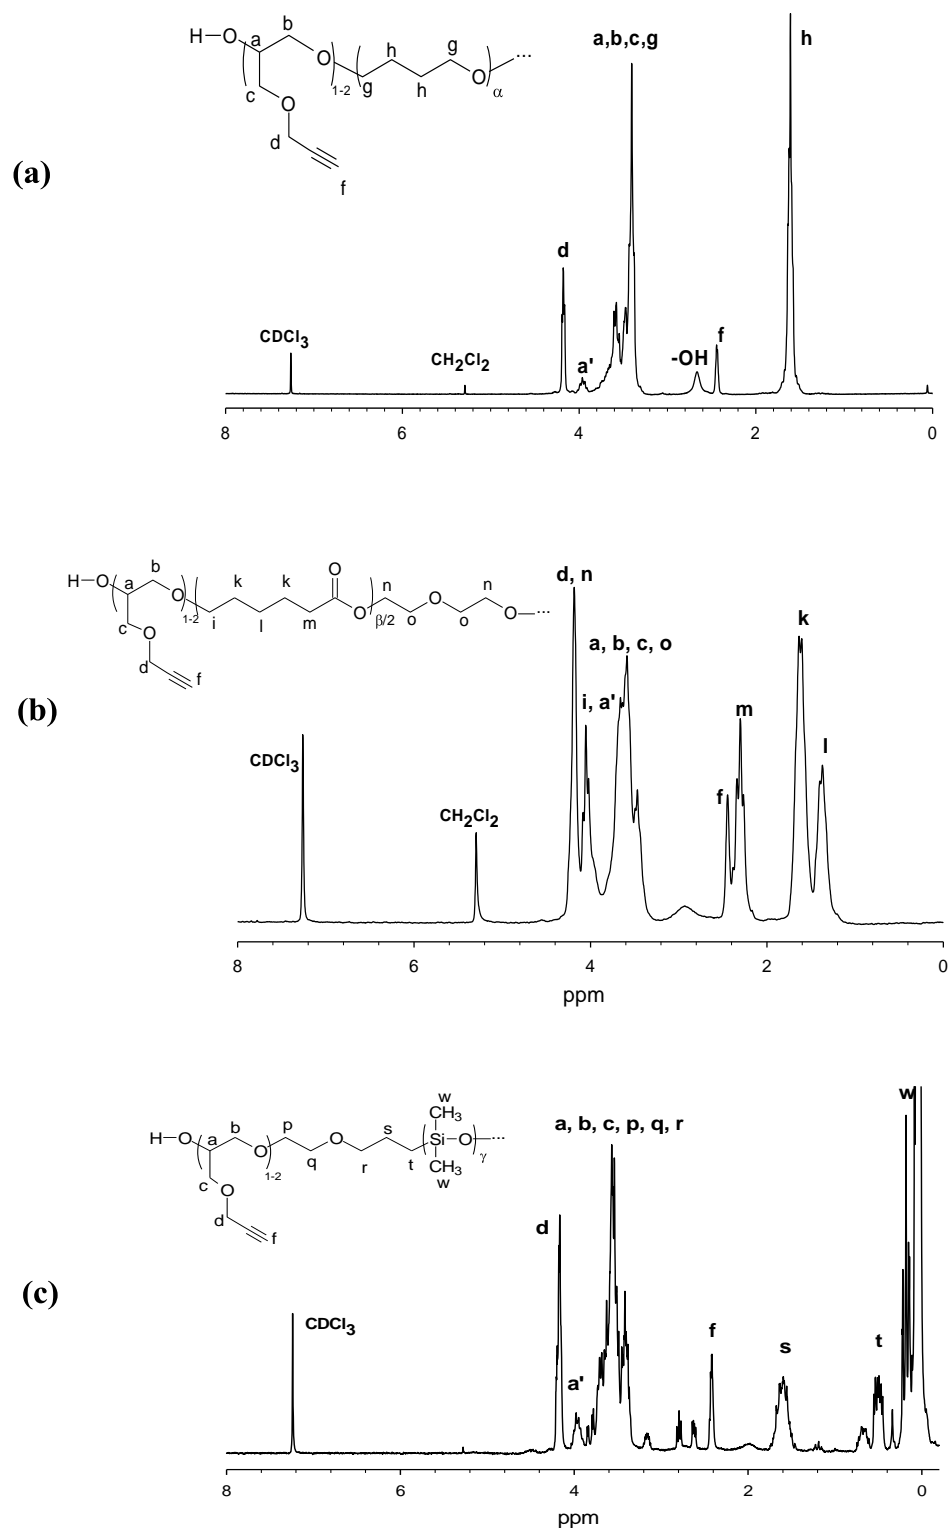 H–O a b O 1-2 g h h g O α ...
c O
d
f
(a)
a,b,c,g h
d
CDCl3 CH2Cl2 a' -OH f
8 6 4 2 0
H–O a b O 1-2 i k l k m O O β/2 n o O o n O ...
c O
d f
(b)
d, n
a, b, c, o
i, a' k
m
l
CDCl3 f
CH2Cl2
8 6 4 2 0
ppm
H–O a b O 1-2 p q O r s t w CH3 Si–O γ ... CH3 w
c O
d f
(c)
a, b, c, p, q, r w
d
CDCl3 f
s t
a'
8 6 4 2 0
ppm